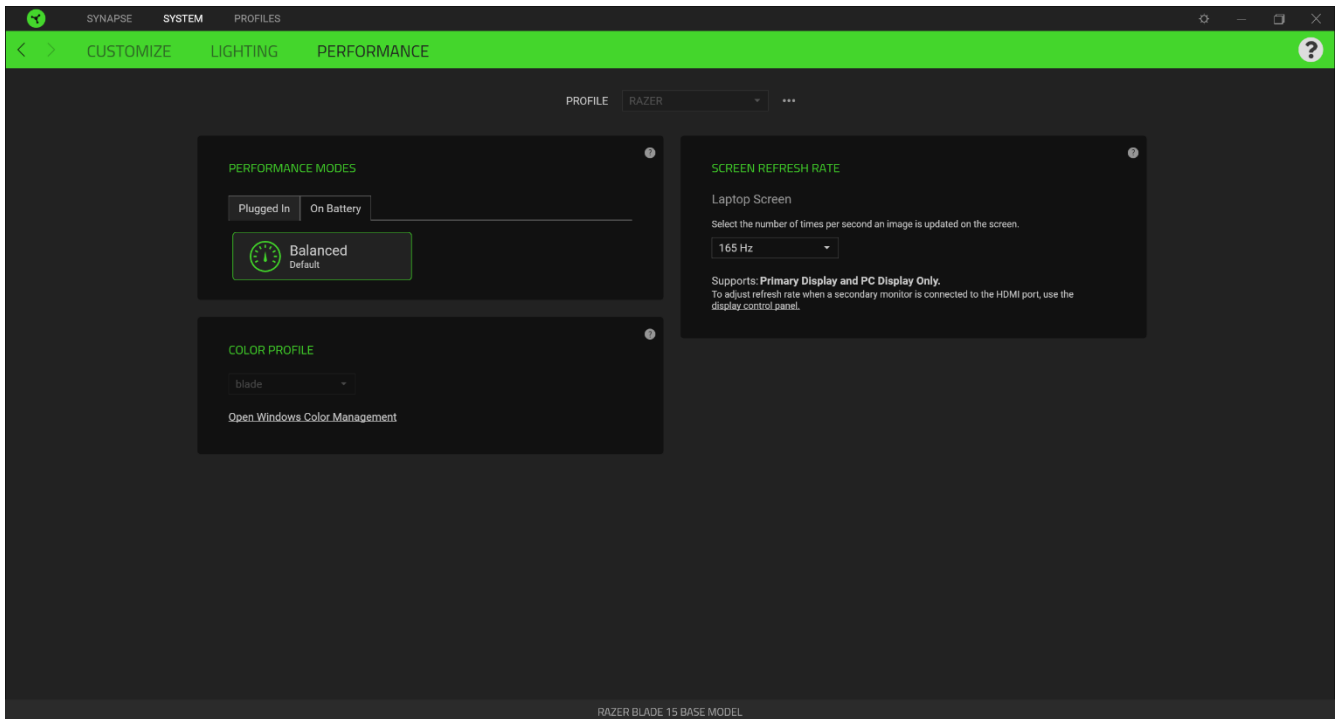 SYNAPSE SYSTEM PROFILES
CUSTOMIZE LIGHTING PERFORMANCE ?
PROFILE RAZER
PERFORMANCE MODES ?
Plugged In On Battery
Balanced
Default
COLOR PROFILE ?
blade
Open Windows Color Management
SCREEN REFRESH RATE ?
Laptop Screen
Select the number of times per second an image is updated on the screen.
165 Hz
Supports: Primary Display and PC Display Only.
To adjust refresh rate when a secondary monitor is connected to the HDMI port, use the
display control panel.
RAZER BLADE 15 BASE MODEL